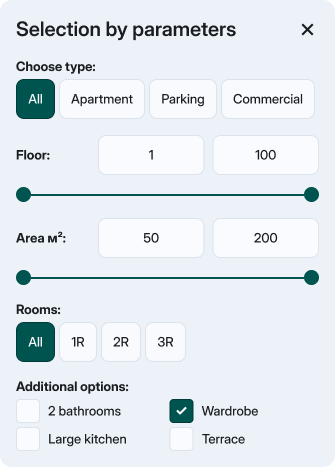 Selection by parameters
Choose type:
All Apartment Parking Commercial
Floor: 1 100
Area м²: 50 200
Rooms:
All 1R 2R 3R
Additional options:
2 bathrooms Wardrobe
Large kitchen Terrace